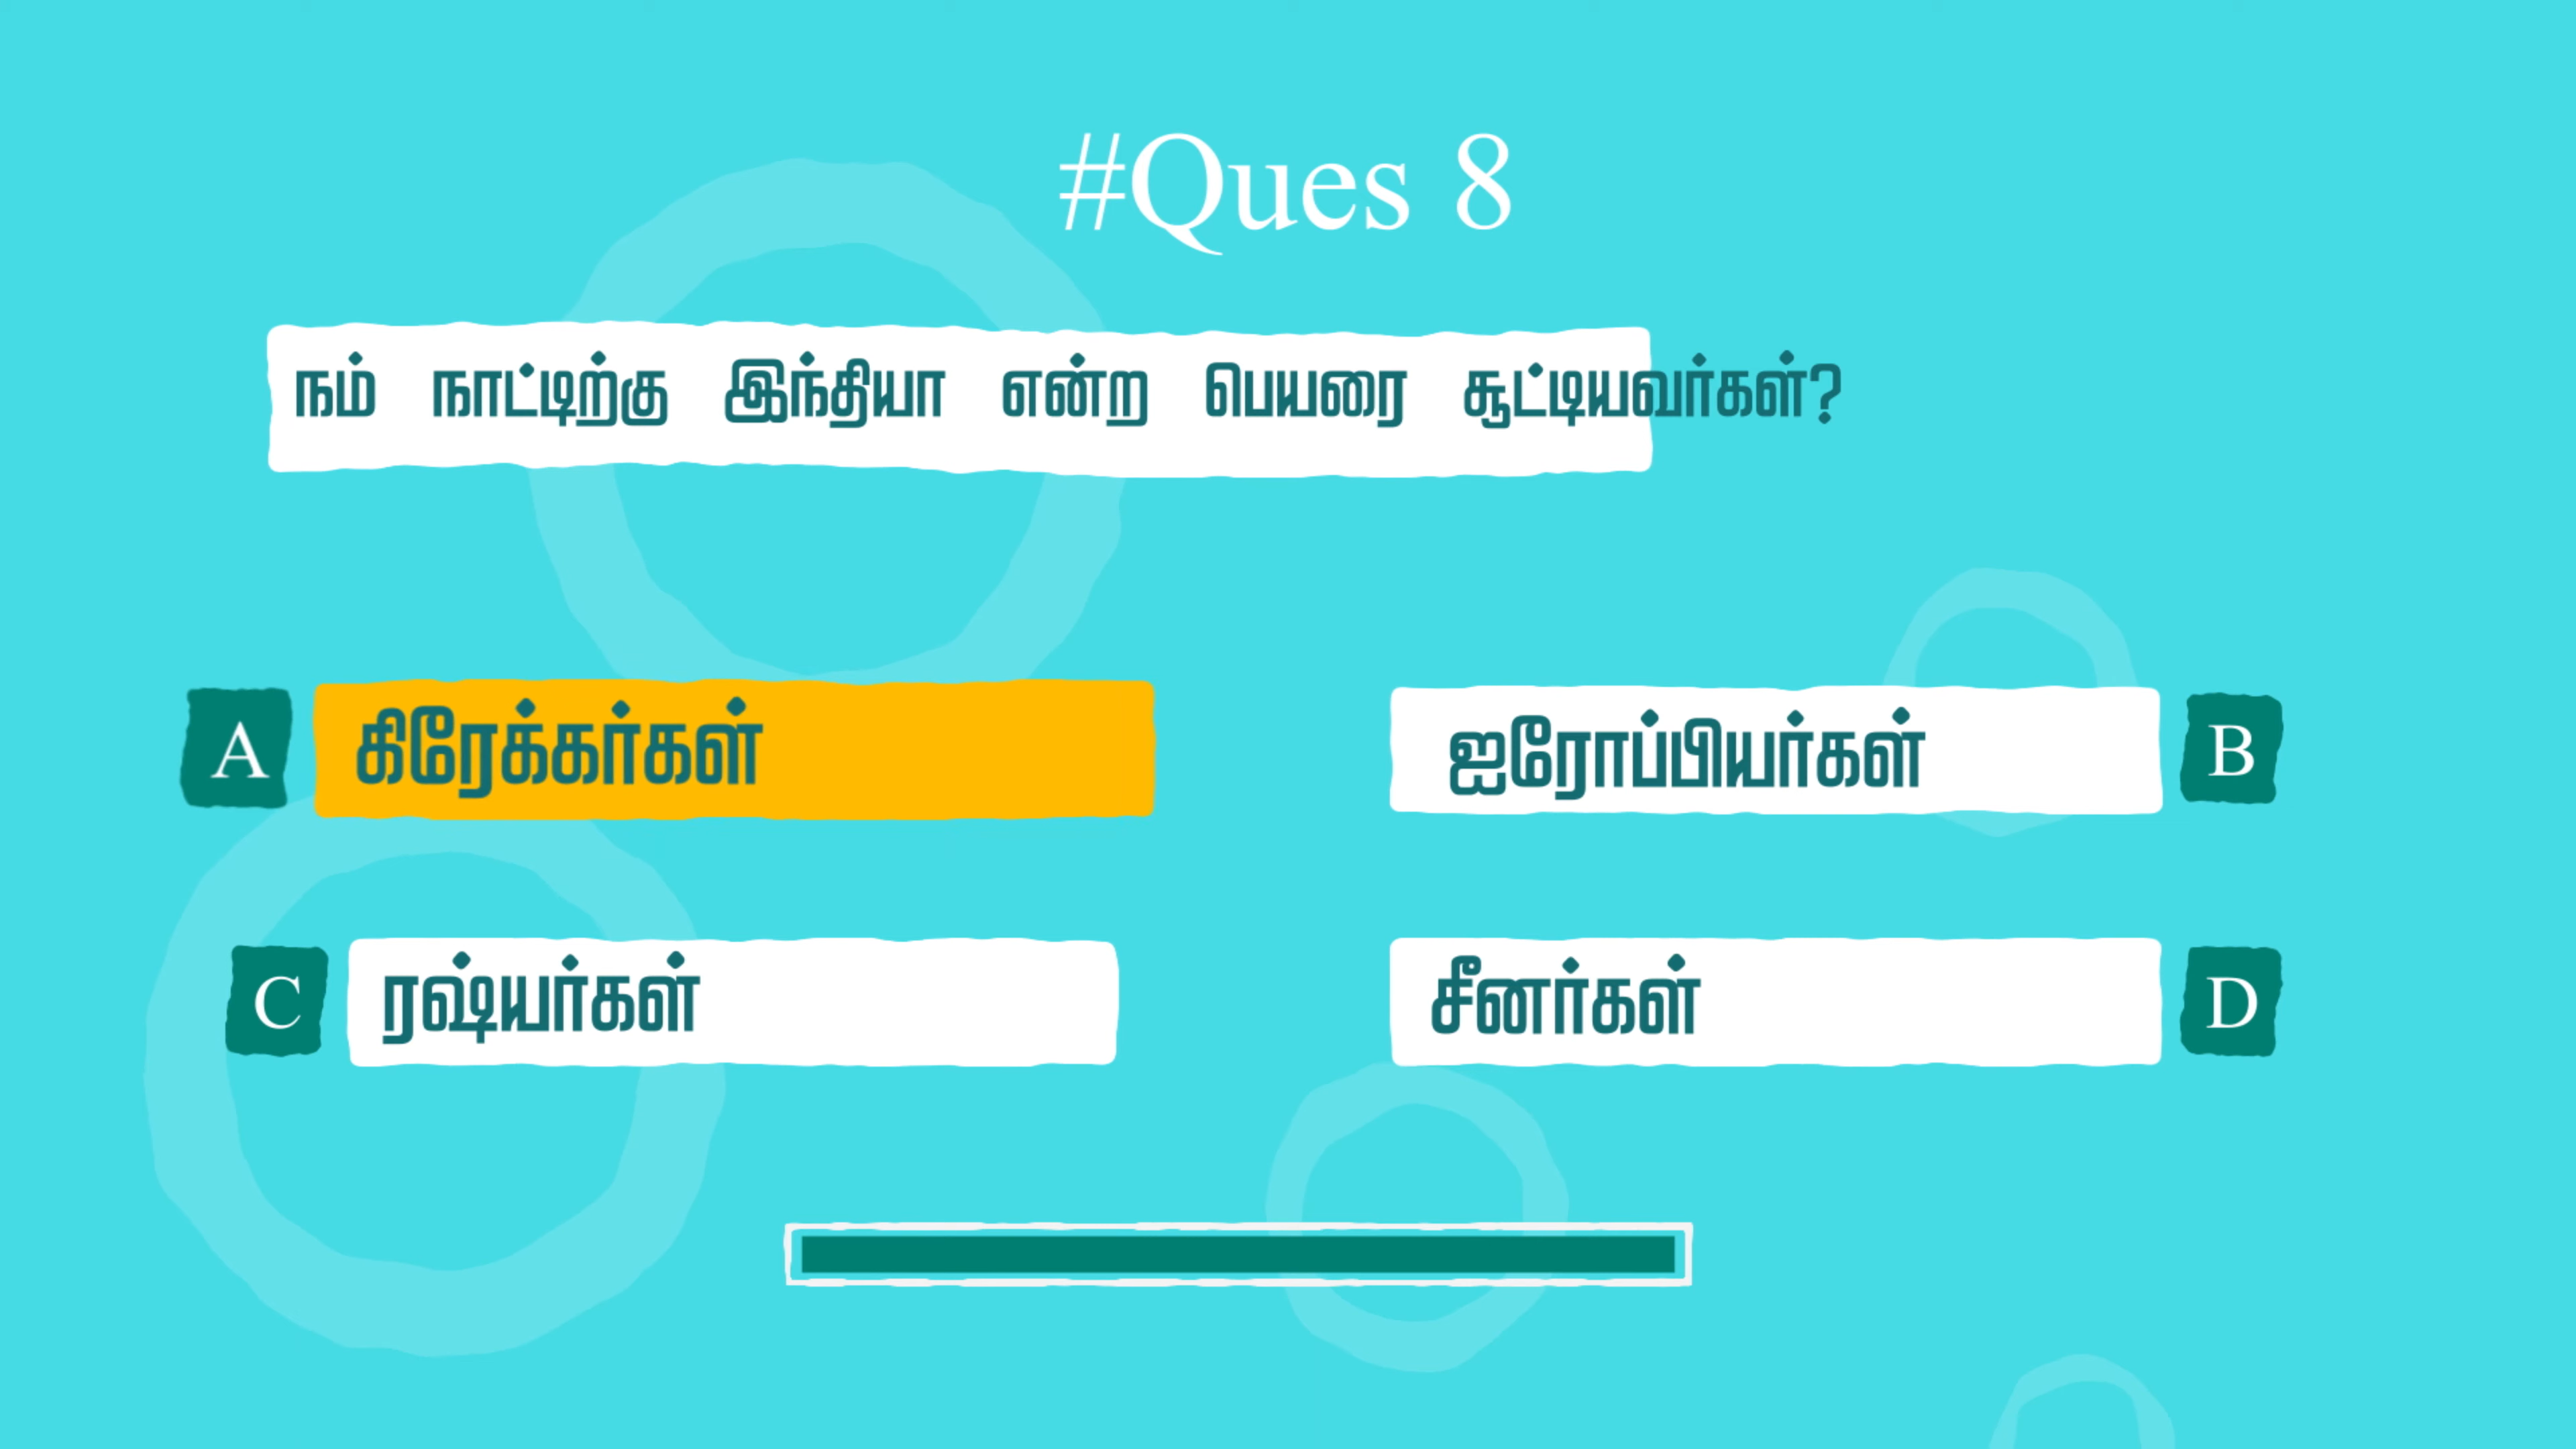 #Ques 8
நம் நாட்டிற்கு இந்தியா என்ற பெயரை சூட்டியவர்கள்?
A கிரேக்கர்கள்
ஐரோப்பியர்கள் B
C ரஷ்யர்கள்
சீனர்கள் D